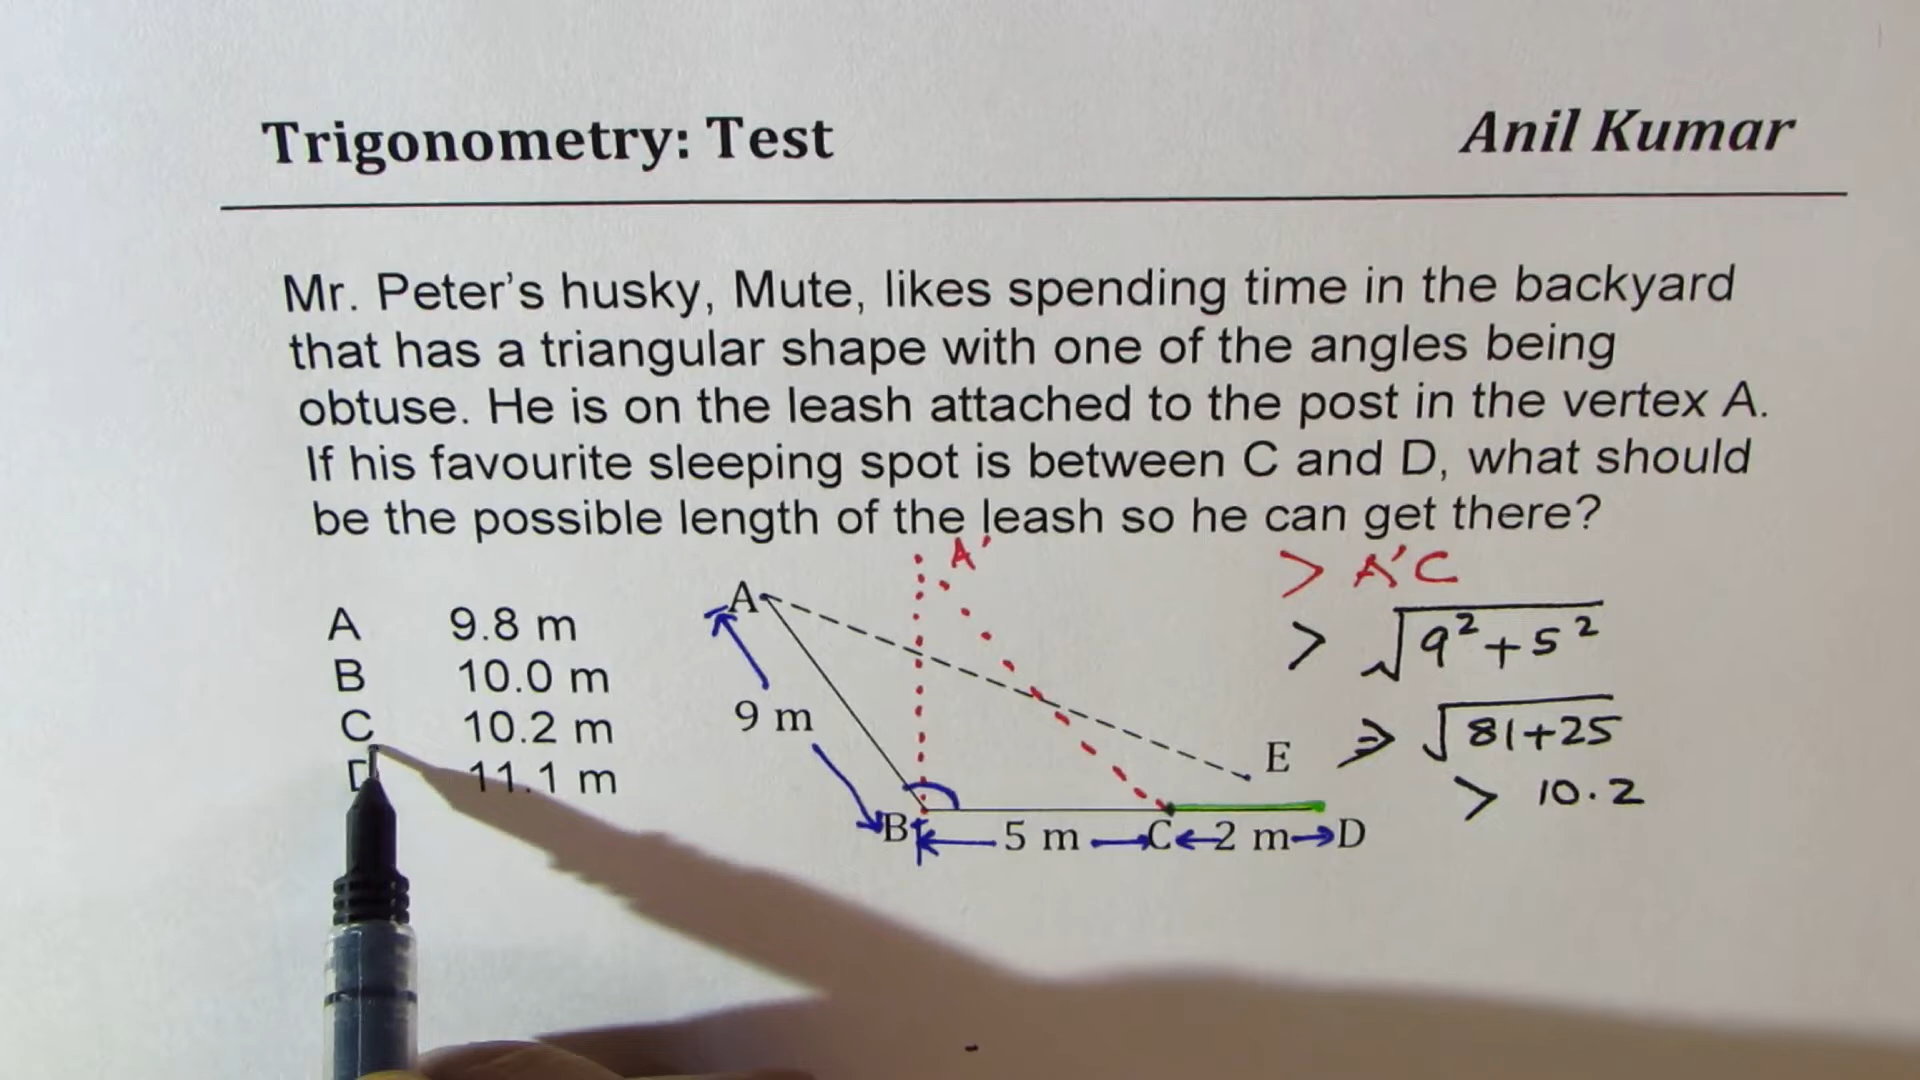 Trigonometry: Test
Anil Kumar
Mr. Peter's husky, Mute, likes spending time in the backyard
that has a triangular shape with one of the angles being
obtuse. He is on the leash attached to the post in the vertex A.
If his favourite sleeping spot is between C and D, what should
be the possible length of the leash so he can get there?
A 9.8 m
B 10.0 m
C 10.2 m
D 11.1 m
A'
A
9 m
E
B 5 m C 2 m D
> A'C
> √9²+5²
⇒ √81+25
> 10.2